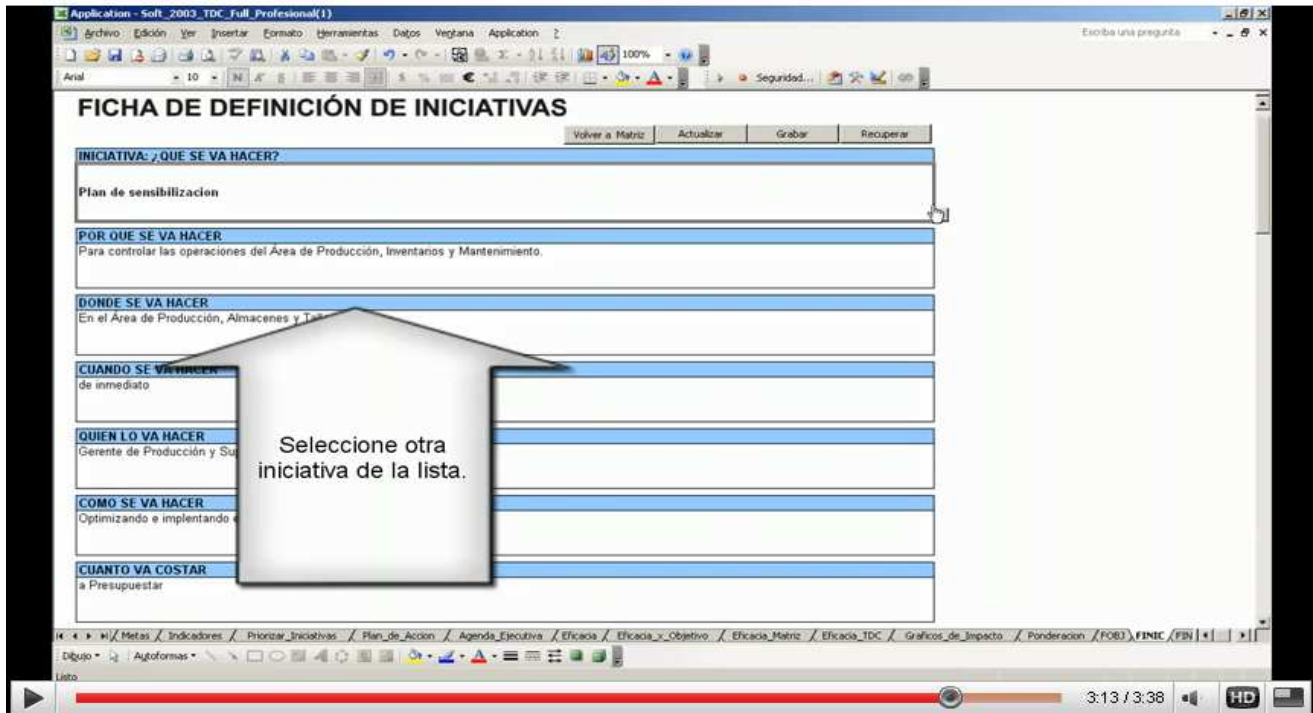 Application - Soft_2003_TDC_Full_Profesional(1)
Archivo Edición Ver Insertar Formato Herramientas Datos Ventana Application ?
Escriba una pregunta
100%
Arial 10 N K S € Seguridad...
FICHA DE DEFINICIÓN DE INICIATIVAS
Volver a Matriz Actualizar Grabar Recuperar
INICIATIVA: ¿QUE SE VA HACER?
Plan de sensibilizacion
POR QUE SE VA HACER
Para controlar las operaciones del Área de Producción, Inventarios y Mantenimiento.
DONDE SE VA HACER
En el Área de Producción, Almacenes y
CUANDO SE VA HACER
de inmediato
QUIEN LO VA HACER
Gerente de Producción y
COMO SE VA HACER
Optimizando e implentando
CUANTO VA COSTAR
a Presupuestar
Seleccione otra
iniciativa de la lista.
Metas / Indicadores / Priorizar_Iniciativas / Plan_de_Accion / Agenda_Ejecutiva / Eficacia / Eficacia_x_Objetivo / Eficacia_Matriz / Eficacia_TDC / Graficos_de_Impacto / Ponderacion / FOBJ \ FINIC / FIN
Dibujo Autoformas
Listo
3:13 / 3:38 HD